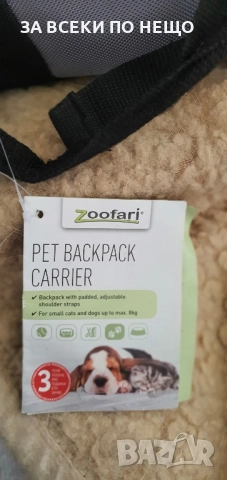 ЗА ВСЕКИ ПО НЕЩО
zoofari®
PET BACKPACK
CARRIER
✓ Backpack with padded, adjustable
shoulder straps
✓ For small cats and dogs up to max. 8kg
3
BAZAR